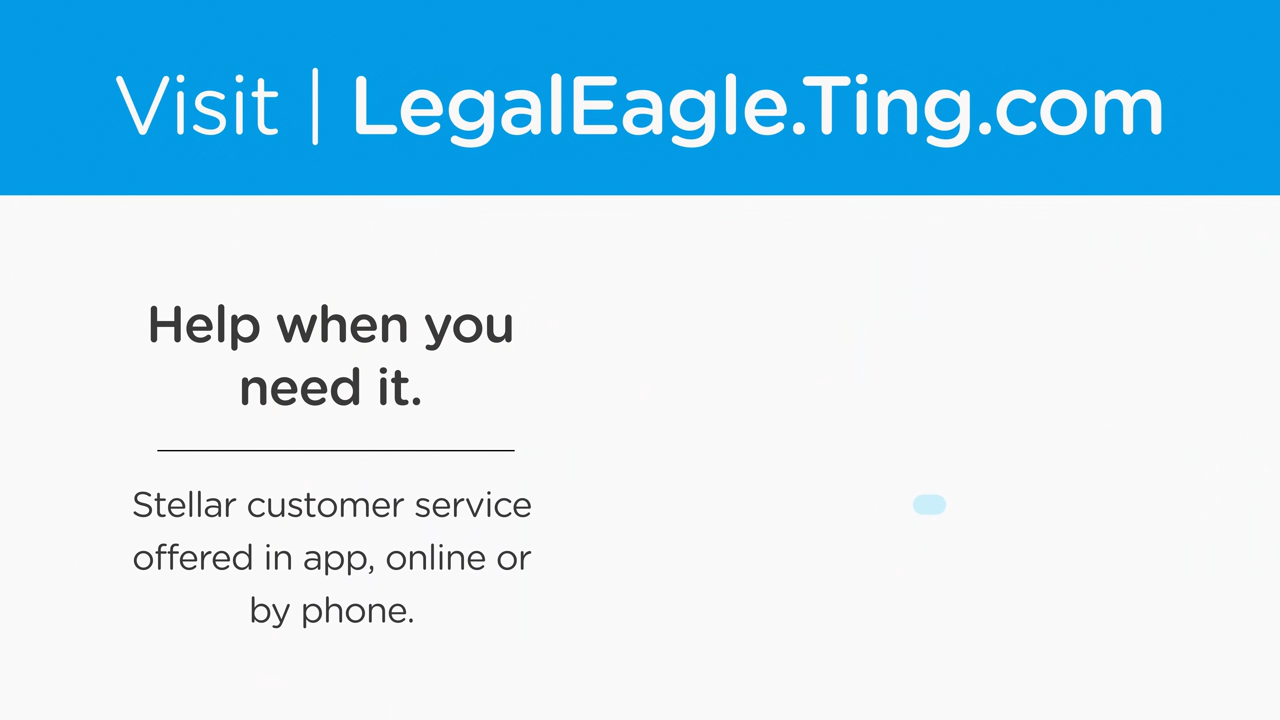 Visit | LegalEagle.Ting.com
Help when you
need it.
Stellar customer service
offered in app, online or
by phone.